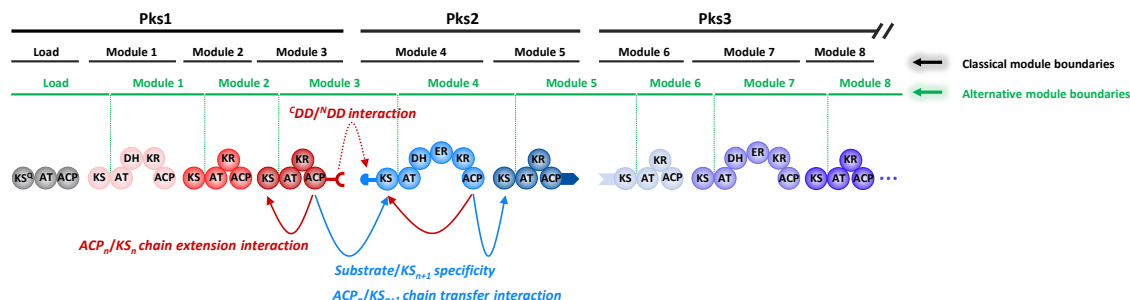 Pks1 Pks2 Pks3
Load Module 1 Module 2 Module 3 Module 4 Module 5 Module 6 Module 7 Module 8
Classical module boundaries
Load Module 1 Module 2 Module 3 Module 4 Module 5 Module 6 Module 7 Module 8
Alternative module boundaries
CDD/NDD interaction
KSQ AT ACP KS AT DH KR ACP KS AT KR ACP KS AT KR ACP KS AT DH ER KR ACP KS AT KR ACP KS AT KR ACP KS AT DH ER KR ACP KS AT KR ACP ...
ACPn/KSn chain extension interaction
Substrate/KSn+1 specificity
ACPn/KSn+1 chain transfer interaction